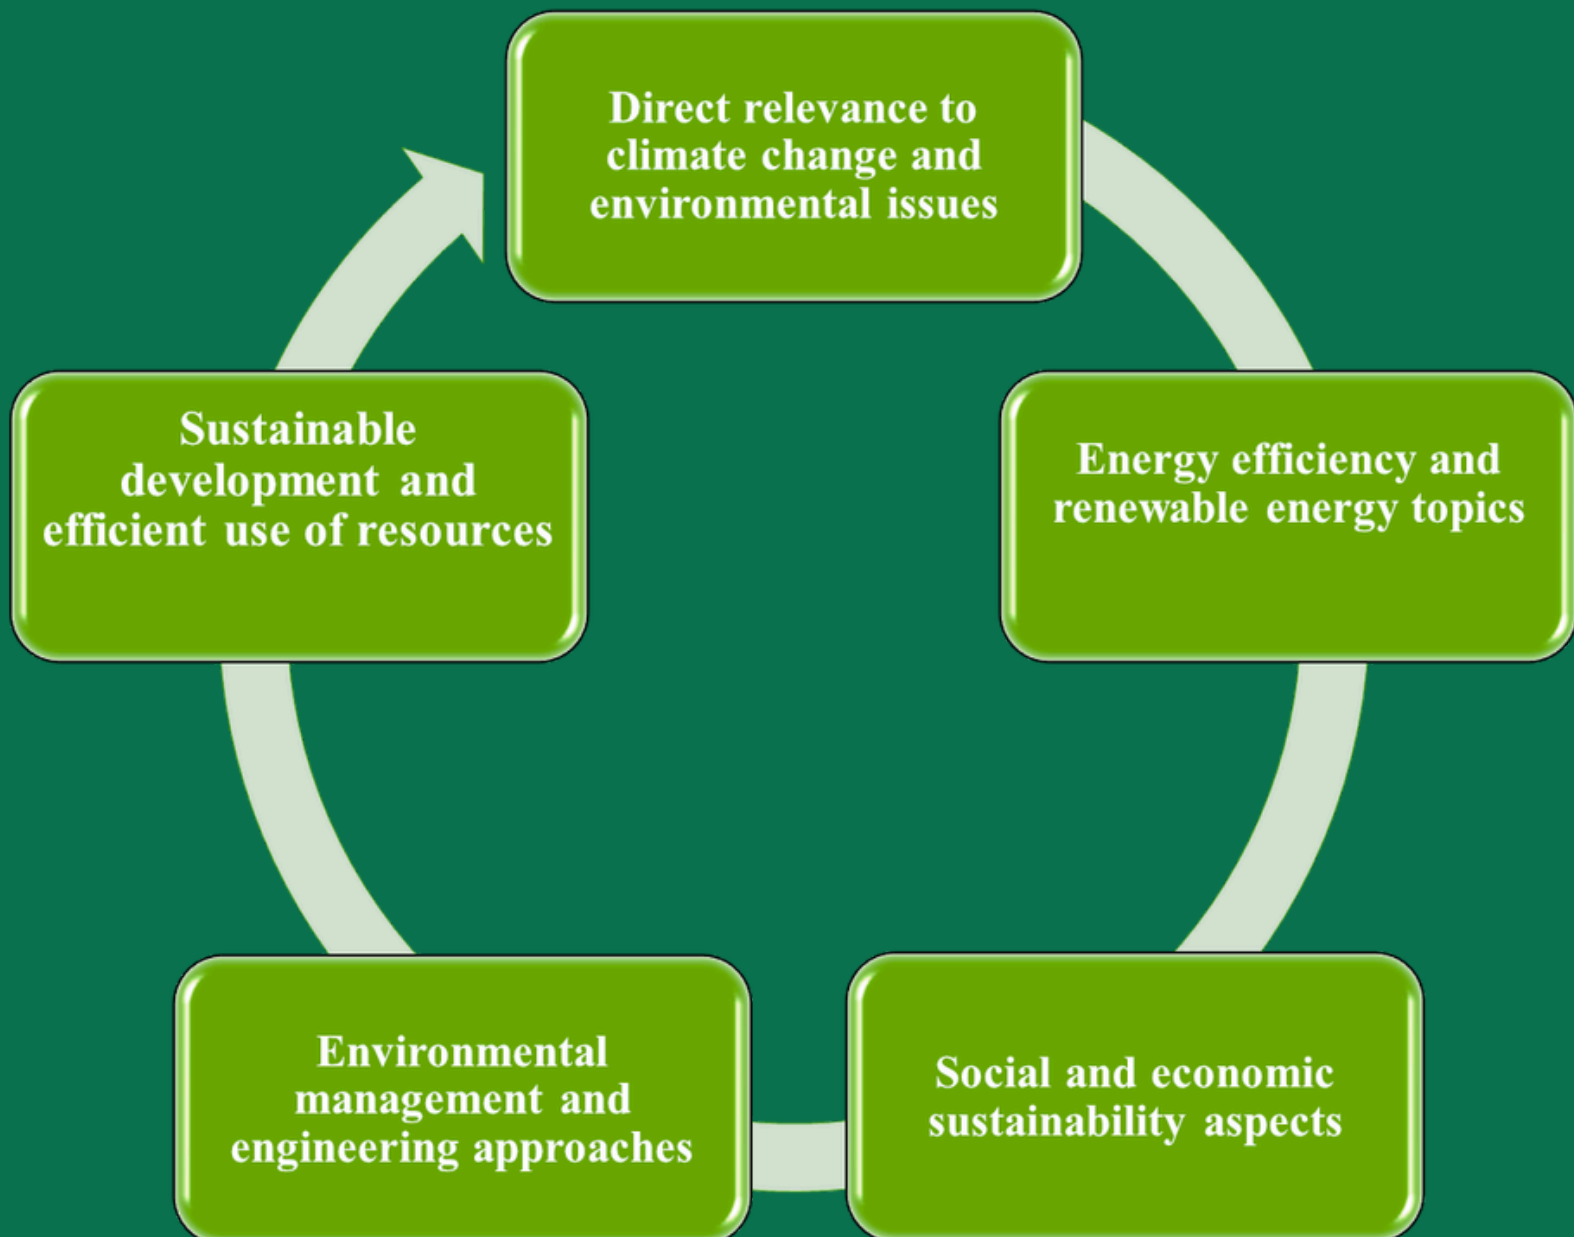 Direct relevance to
climate change and
environmental issues
Energy efficiency and
renewable energy topics
Social and economic
sustainability aspects
Environmental
management and
engineering approaches
Sustainable
development and
efficient use of resources